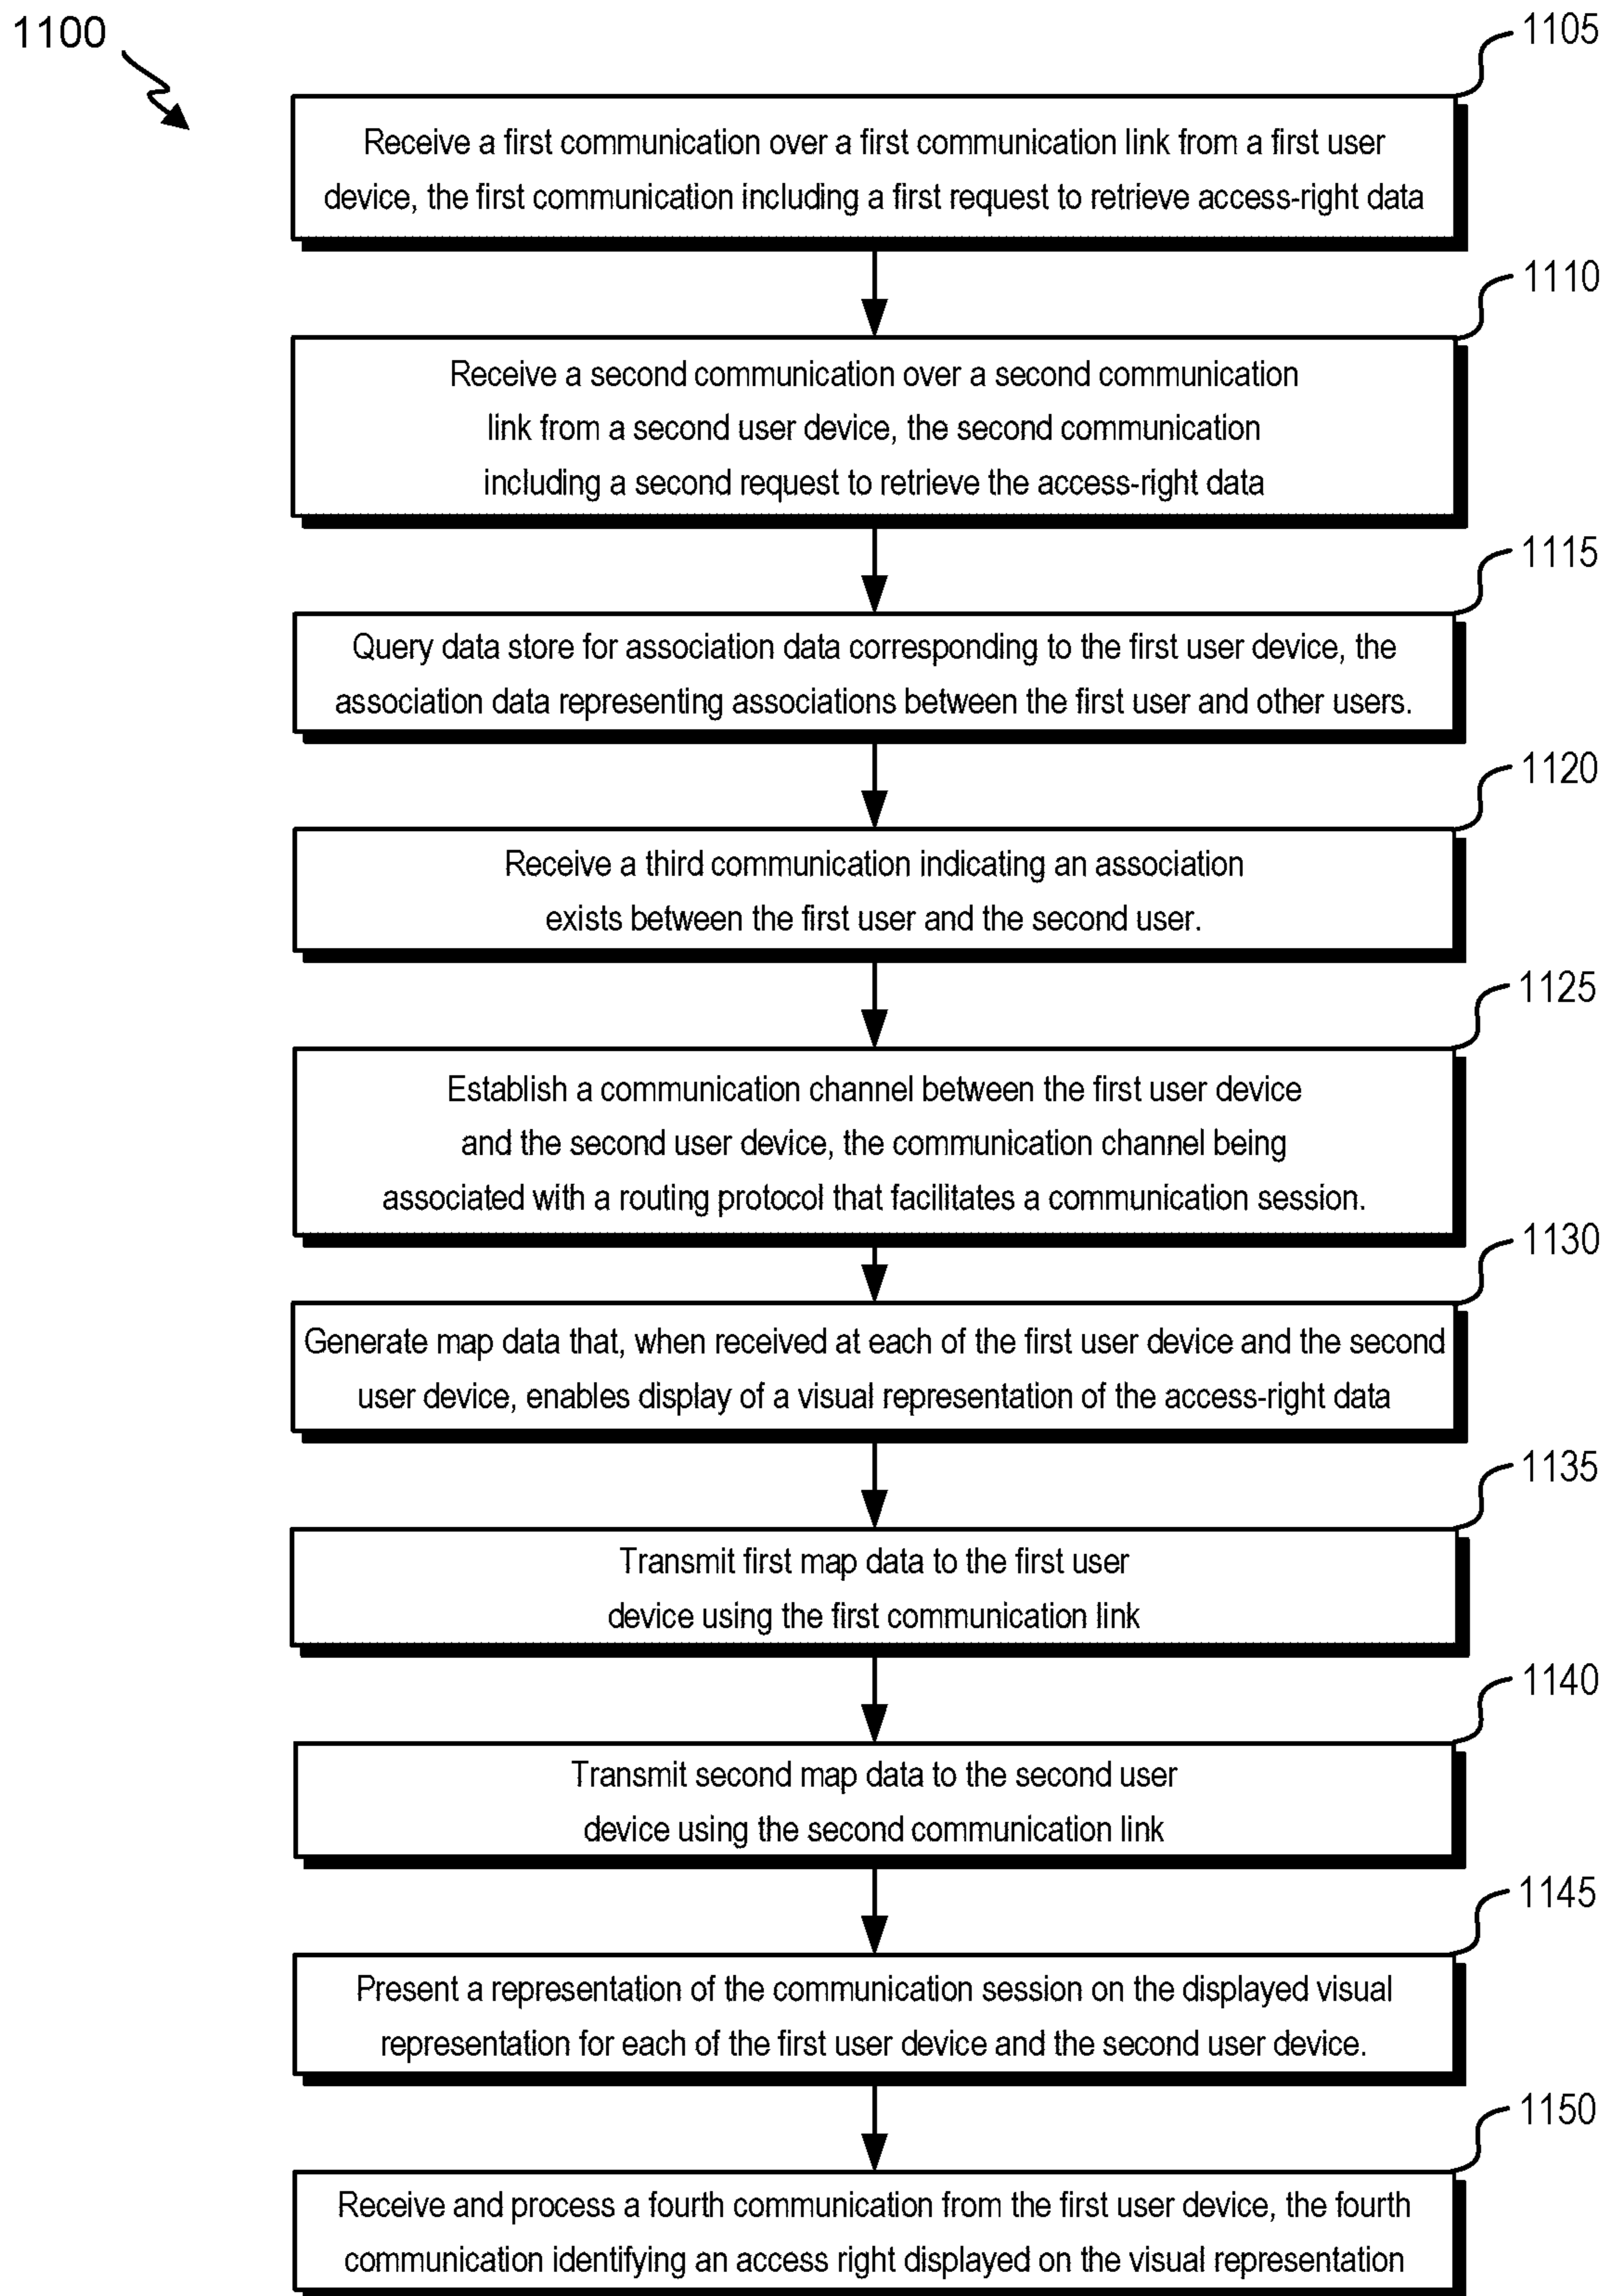 1100
1105
Receive a first communication over a first communication link from a first user
device, the first communication including a first request to retrieve access-right data
1110
Receive a second communication over a second communication
link from a second user device, the second communication
including a second request to retrieve the access-right data
1115
Query data store for association data corresponding to the first user device, the
association data representing associations between the first user and other users.
1120
Receive a third communication indicating an association
exists between the first user and the second user.
1125
Establish a communication channel between the first user device
and the second user device, the communication channel being
associated with a routing protocol that facilitates a communication session.
1130
Generate map data that, when received at each of the first user device and the second
user device, enables display of a visual representation of the access-right data
1135
Transmit first map data to the first user
device using the first communication link
1140
Transmit second map data to the second user
device using the second communication link
1145
Present a representation of the communication session on the displayed visual
representation for each of the first user device and the second user device.
1150
Receive and process a fourth communication from the first user device, the fourth
communication identifying an access right displayed on the visual representation